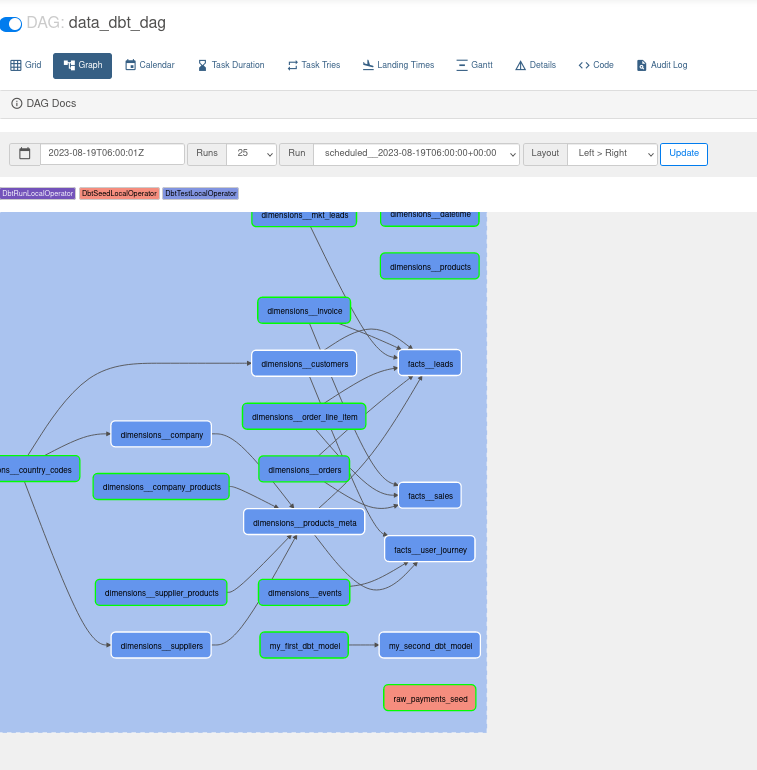 DAG: data_dbt_dag
Grid Graph Calendar Task Duration Task Tries Landing Times Gantt Details Code Audit Log
DAG Docs
2023-08-19T06:00:01Z Runs 25 Run scheduled__2023-08-19T06:00:00+00:00 Layout Left > Right Update
DbtRunLocalOperator DbtSeedLocalOperator DbtTestLocalOperator
dimensions__mkt_leads dimensions__datetime
dimensions__products
dimensions__invoice
dimensions__customers facts__leads
dimensions__order_line_item
dimensions__company
ons__country_codes dimensions__orders
dimensions__company_products
facts__sales
dimensions__products_meta
facts__user_journey
dimensions__supplier_products dimensions__events
dimensions__suppliers my_first_dbt_model my_second_dbt_model
raw_payments_seed